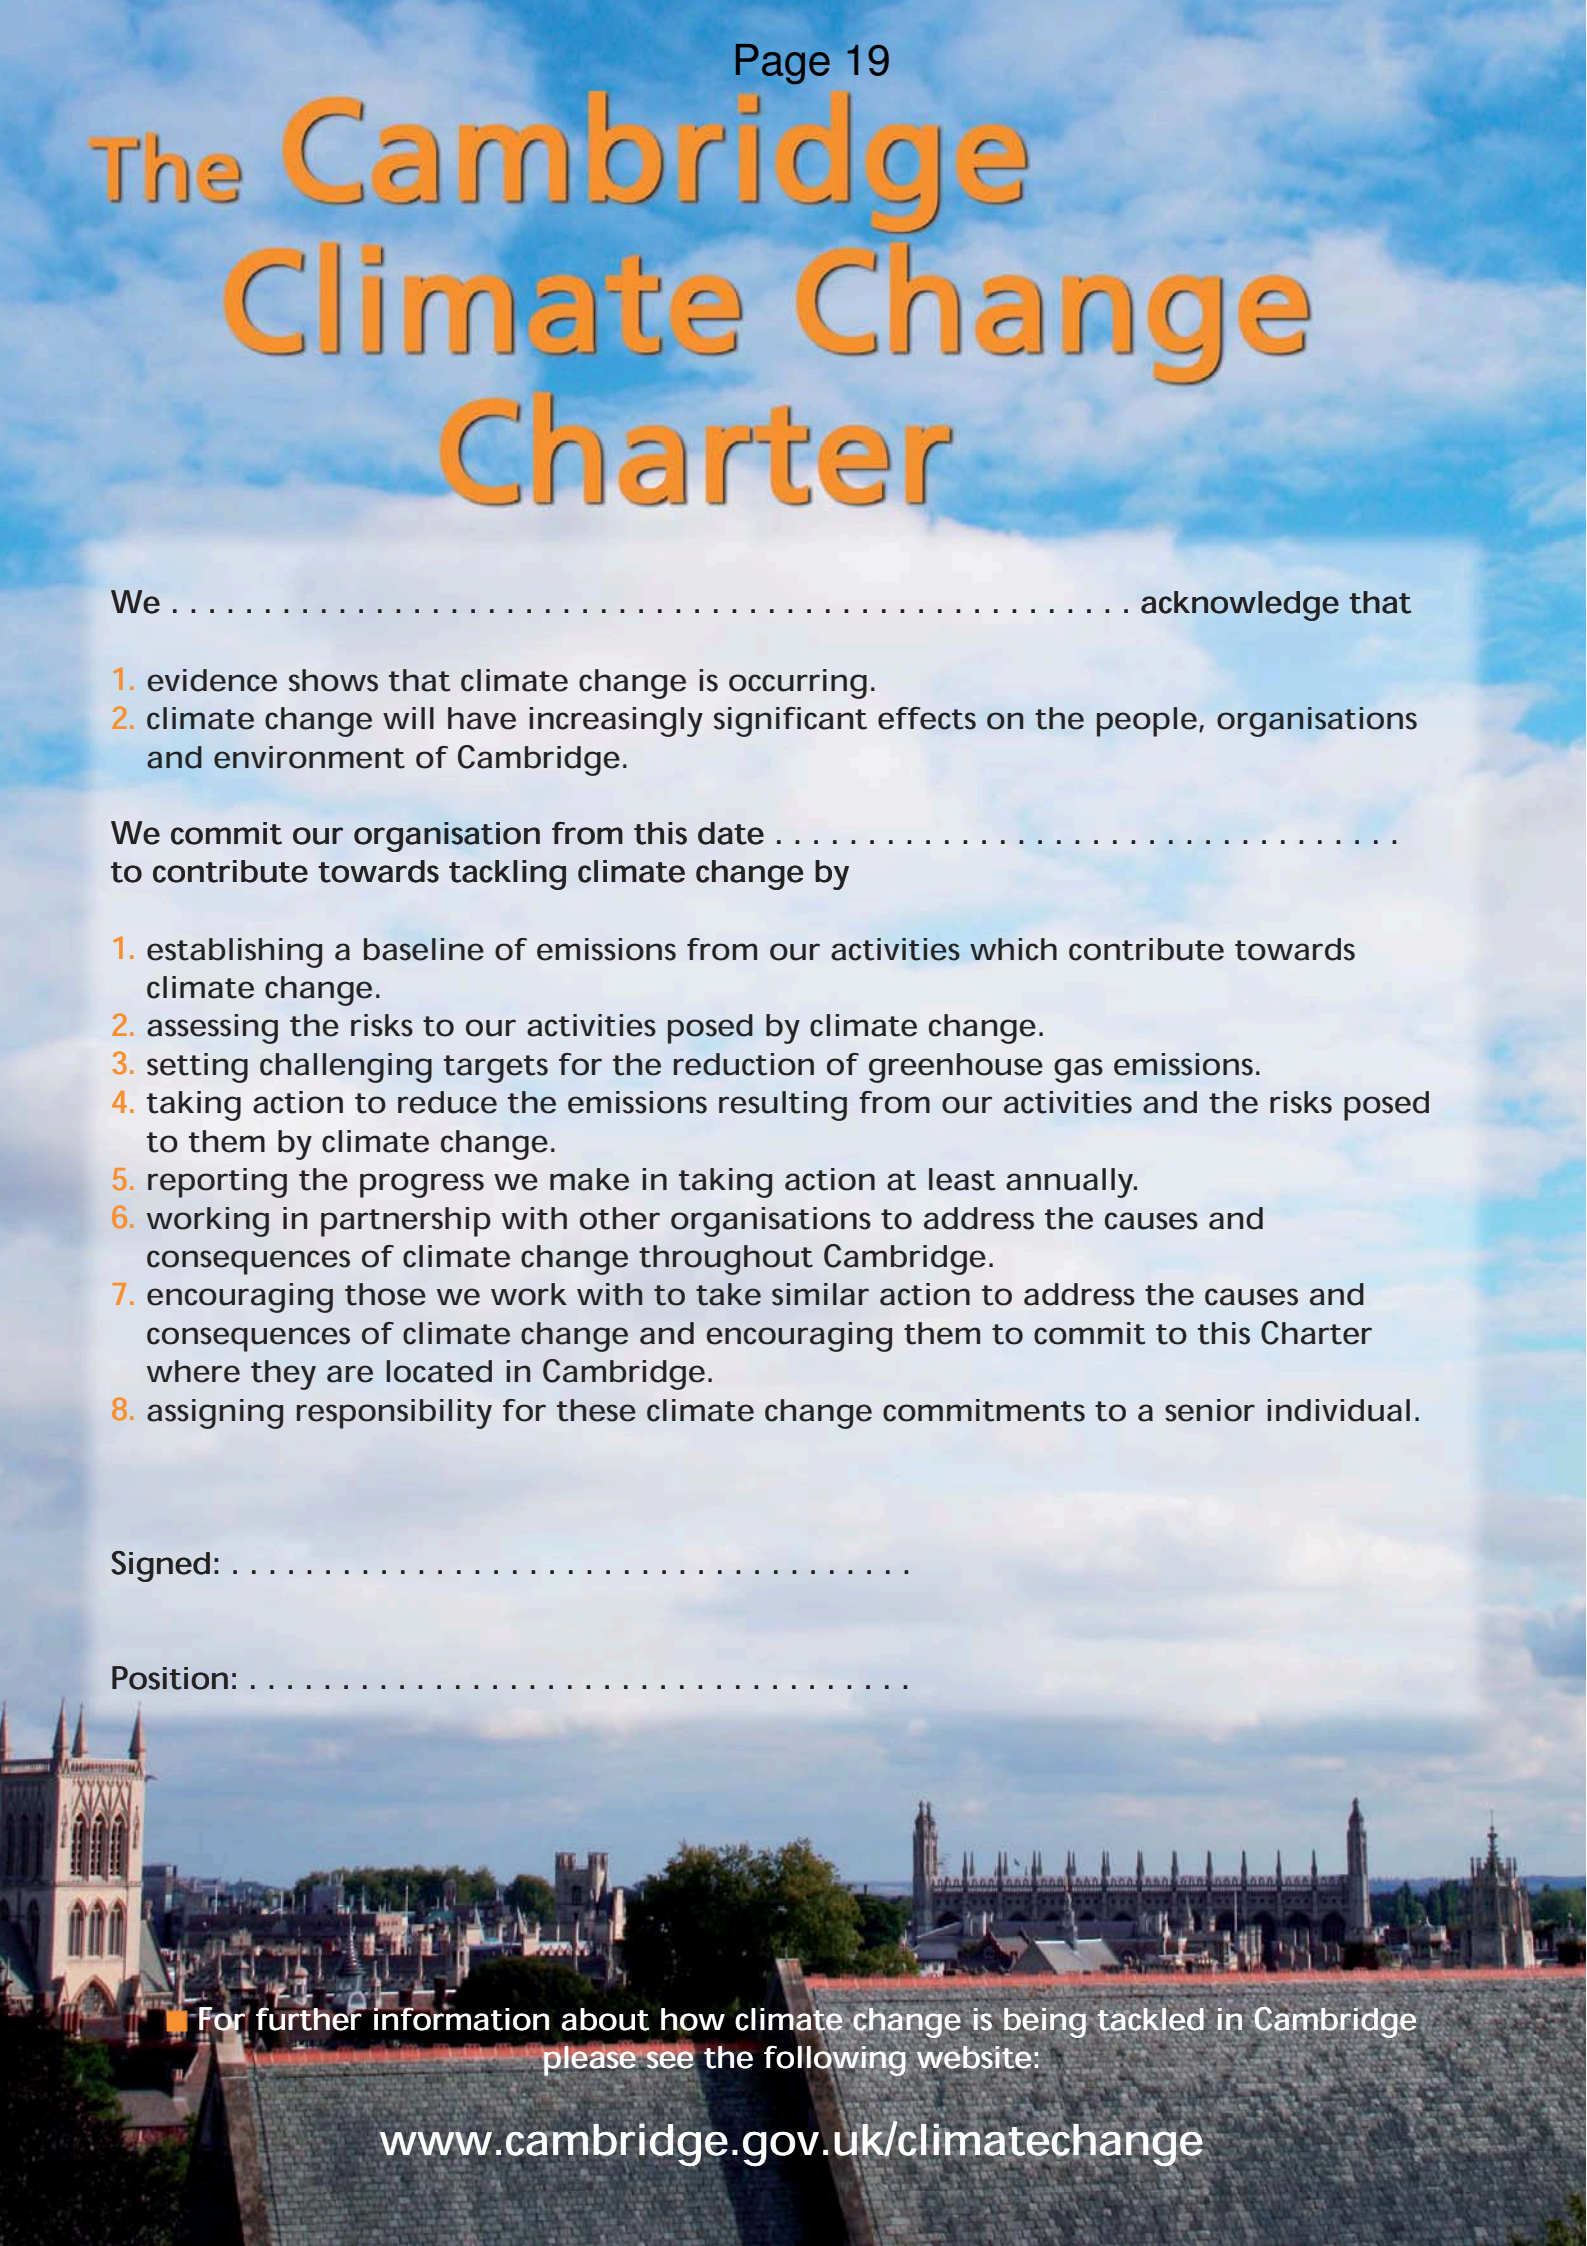 Page 19
The Cambridge
Climate Change
Charter
We . . . . . . . . . . . . . . . . . . . . . . . . . . . . . . . . . . . . . . . . . . . . . . . . . . . . acknowledge that
1. evidence shows that climate change is occurring.
2. climate change will have increasingly significant effects on the people, organisations
and environment of Cambridge.
We commit our organisation from this date . . . . . . . . . . . . . . . . . . . . . . . . . . . . . . . . . .
to contribute towards tackling climate change by
1. establishing a baseline of emissions from our activities which contribute towards
climate change.
2. assessing the risks to our activities posed by climate change.
3. setting challenging targets for the reduction of greenhouse gas emissions.
4. taking action to reduce the emissions resulting from our activities and the risks posed
to them by climate change.
5. reporting the progress we make in taking action at least annually.
6. working in partnership with other organisations to address the causes and
consequences of climate change throughout Cambridge.
7. encouraging those we work with to take similar action to address the causes and
consequences of climate change and encouraging them to commit to this Charter
where they are located in Cambridge.
8. assigning responsibility for these climate change commitments to a senior individual.
Signed: . . . . . . . . . . . . . . . . . . . . . . . . . . . . . . . . . . . . .
Position: . . . . . . . . . . . . . . . . . . . . . . . . . . . . . . . . . . . .
■ For further information about how climate change is being tackled in Cambridge
please see the following website:
www.cambridge.gov.uk/climatechange